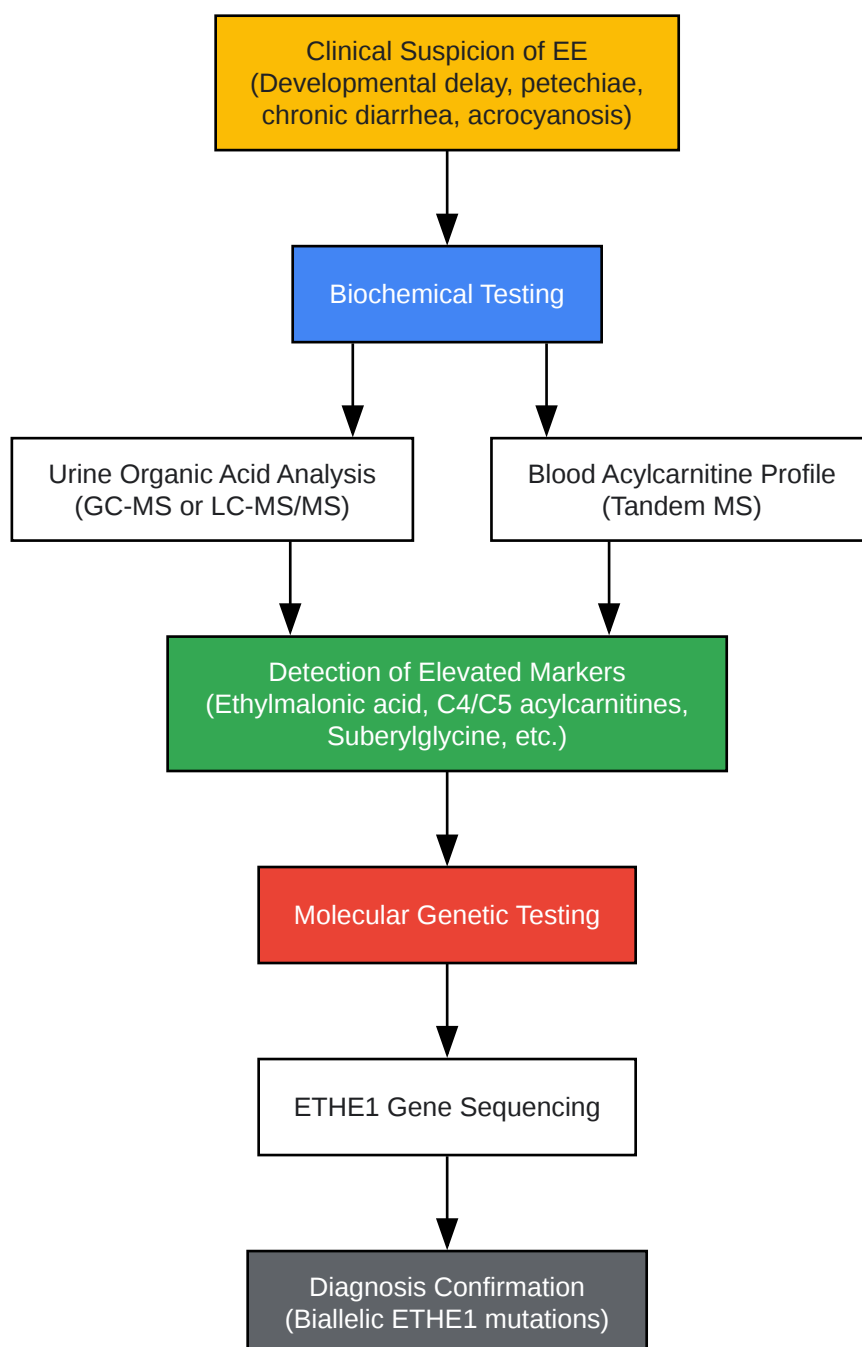 Clinical Suspicion of EE
(Developmental delay, petechiae,
chronic diarrhea, acrocyanosis)
Biochemical Testing
Urine Organic Acid Analysis
(GC-MS or LC-MS/MS)
Blood Acylcarnitine Profile
(Tandem MS)
Detection of Elevated Markers
(Ethylmalonic acid, C4/C5 acylcarnitines,
Suberylglycine, etc.)
Molecular Genetic Testing
ETHE1 Gene Sequencing
Diagnosis Confirmation
(Biallelic ETHE1 mutations)